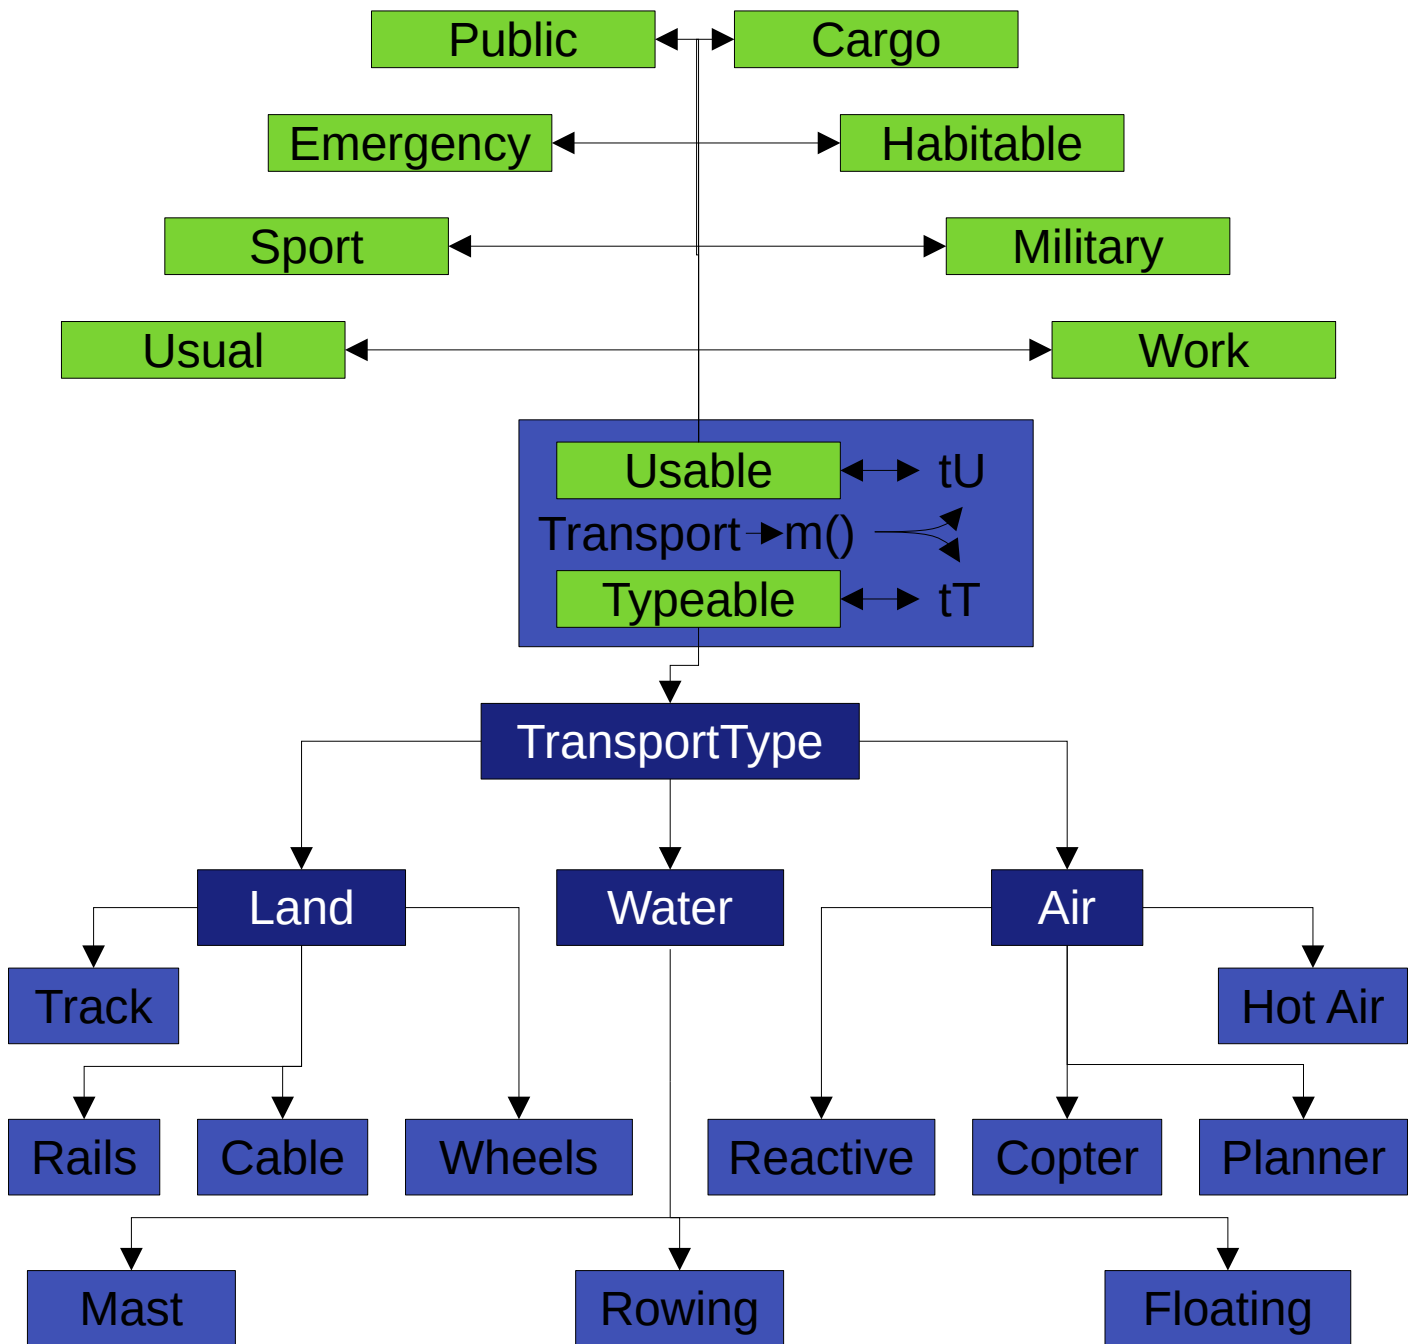 Public
Cargo
Emergency
Habitable
Sport
Military
Usual
Work
Usable
tU
Transport
m()
Typeable
tT
TransportType
Land
Water
Air
Track
Hot Air
Rails
Cable
Wheels
Reactive
Copter
Planner
Mast
Rowing
Floating